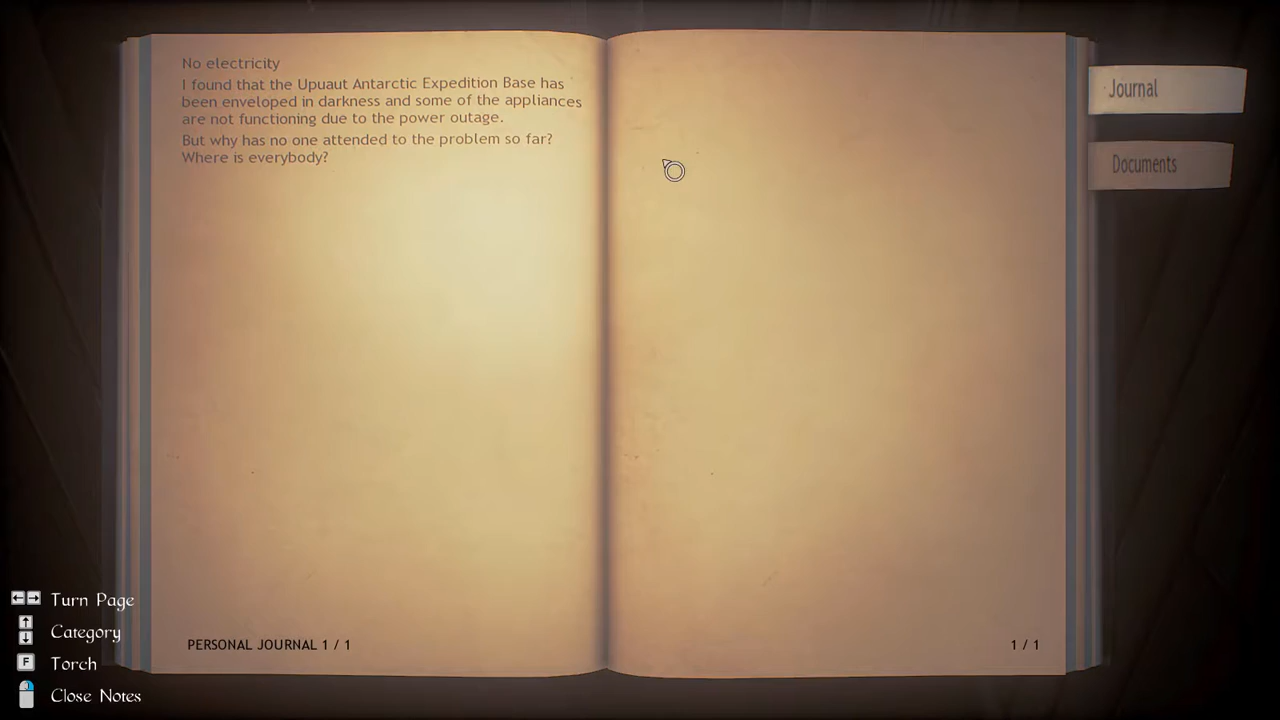 No electricity
I found that the Upuaut Antarctic Expedition Base has
been enveloped in darkness and some of the appliances
are not functioning due to the power outage.
But why has no one attended to the problem so far?
Where is everybody?
PERSONAL JOURNAL 1 / 1
1 / 1
Journal
Documents
Turn Page
Category
F Torch
Close Notes